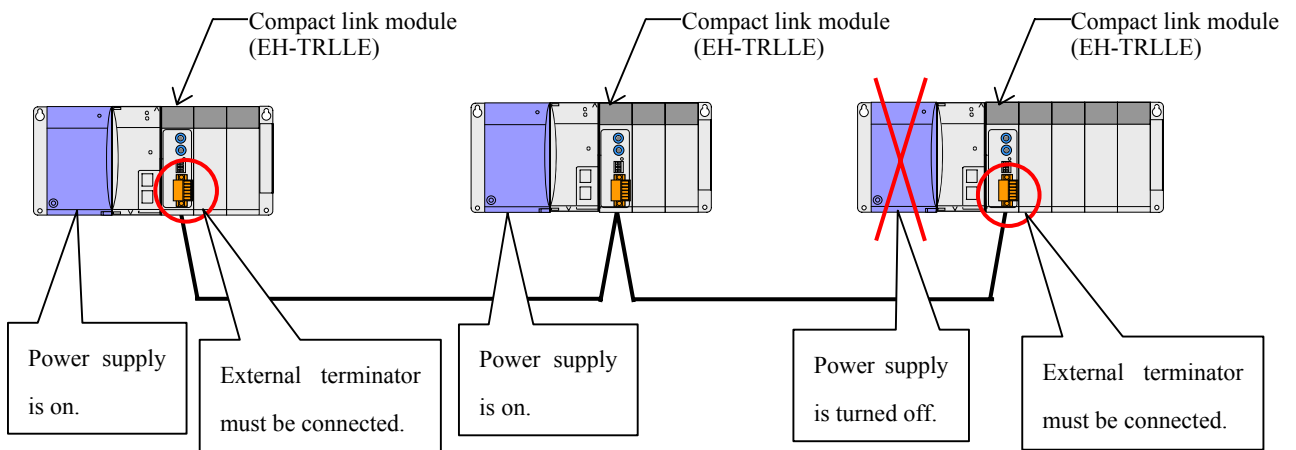 Compact link module
(EH-TRLLE)
Compact link module
(EH-TRLLE)
Compact link module
(EH-TRLLE)
Power supply
is on.
External terminator
must be connected.
Power supply
is on.
Power supply
is turned off.
External terminator
must be connected.